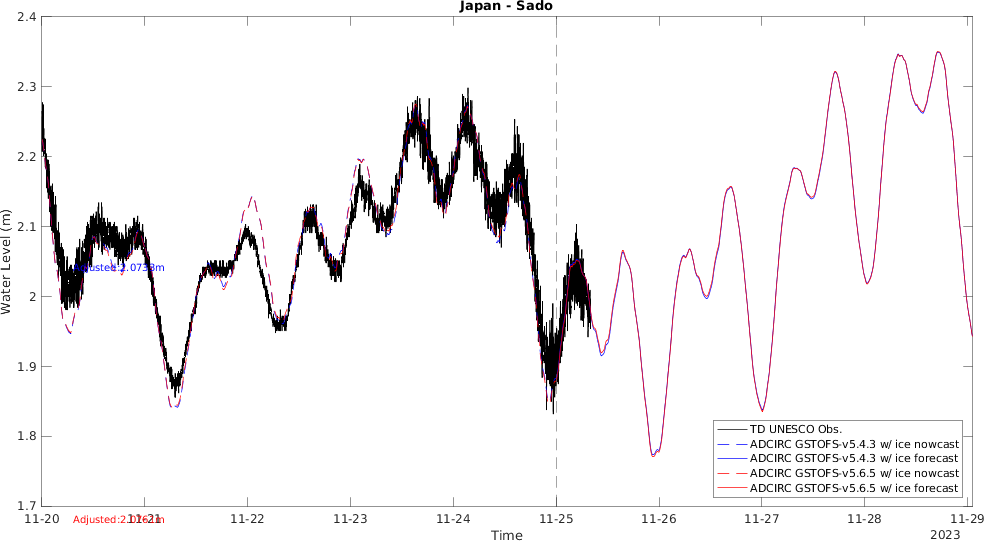 Japan - Sado
2.4
2.3
2.2
2.1
2
1.9
1.8
1.7
Water Level (m)
TD UNESCO Obs.
ADCIRC GSTOFS-v5.4.3 w/ ice nowcast
ADCIRC GSTOFS-v5.4.3 w/ ice forecast
ADCIRC GSTOFS-v5.6.5 w/ ice nowcast
ADCIRC GSTOFS-v5.6.5 w/ ice forecast
11-20
11-21
11-22
11-23
11-24
11-25
11-26
11-27
11-28
11-29
Time
2023